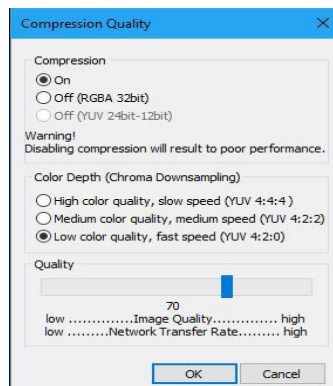 Compression Quality
Compression
On
Off (RGBA 32bit)
Off (YUV 24bit-12bit)
Warning!
Disabling compression will result to poor performance.
Color Depth (Chroma Downsampling)
High color quality, slow speed (YUV 4:4:4 )
Medium color quality, medium speed (YUV 4:2:2)
Low color quality, fast speed (YUV 4:2:0)
Quality
70
low ..............Image Quality.............. high
low .........Network Transfer Rate......... high
OK Cancel